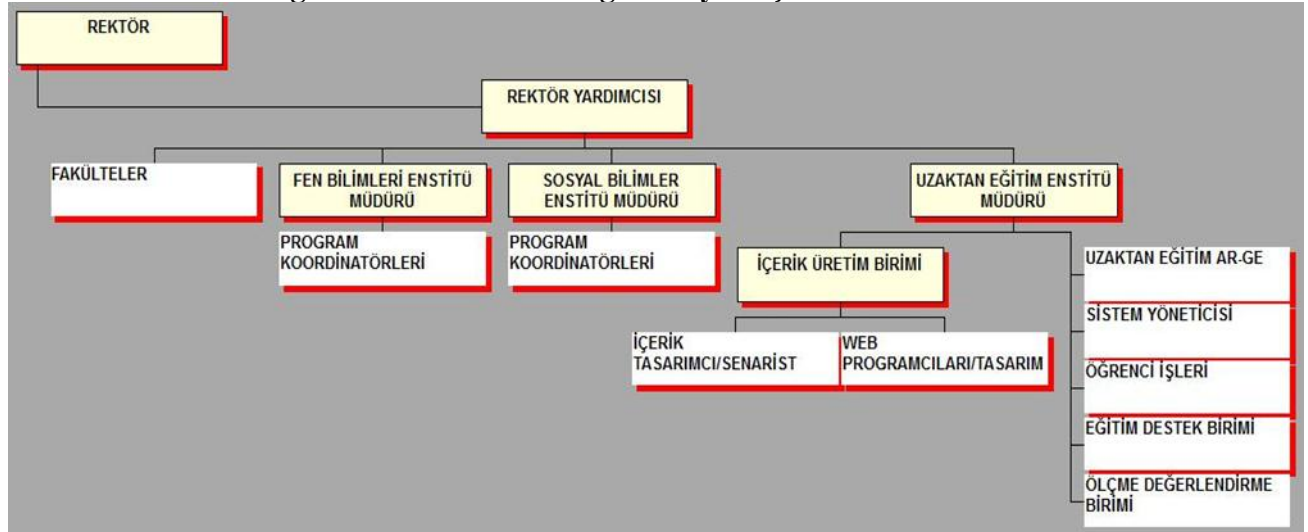 REKTÖR
REKTÖR YARDIMCISI
FAKÜLTELER
FEN BİLİMLERİ ENSTİTÜ
MÜDÜRÜ
SOSYAL BİLİMLER
ENSTİTÜ MÜDÜRÜ
UZAKTAN EĞİTİM ENSTİTÜ
MÜDÜRÜ
PROGRAM
KOORDİNATÖRLERİ
PROGRAM
KOORDİNATÖRLERİ
İÇERİK ÜRETİM BİRİMİ
İÇERİK
TASARIMCI/SENARİST
WEB
PROGRAMCILARI/TASARIM
UZAKTAN EĞİTİM AR-GE
SİSTEM YÖNETİCİSİ
ÖĞRENCİ İŞLERİ
EĞİTİM DESTEK BİRİMİ
ÖLÇME DEĞERLENDİRME
BİRİMİ